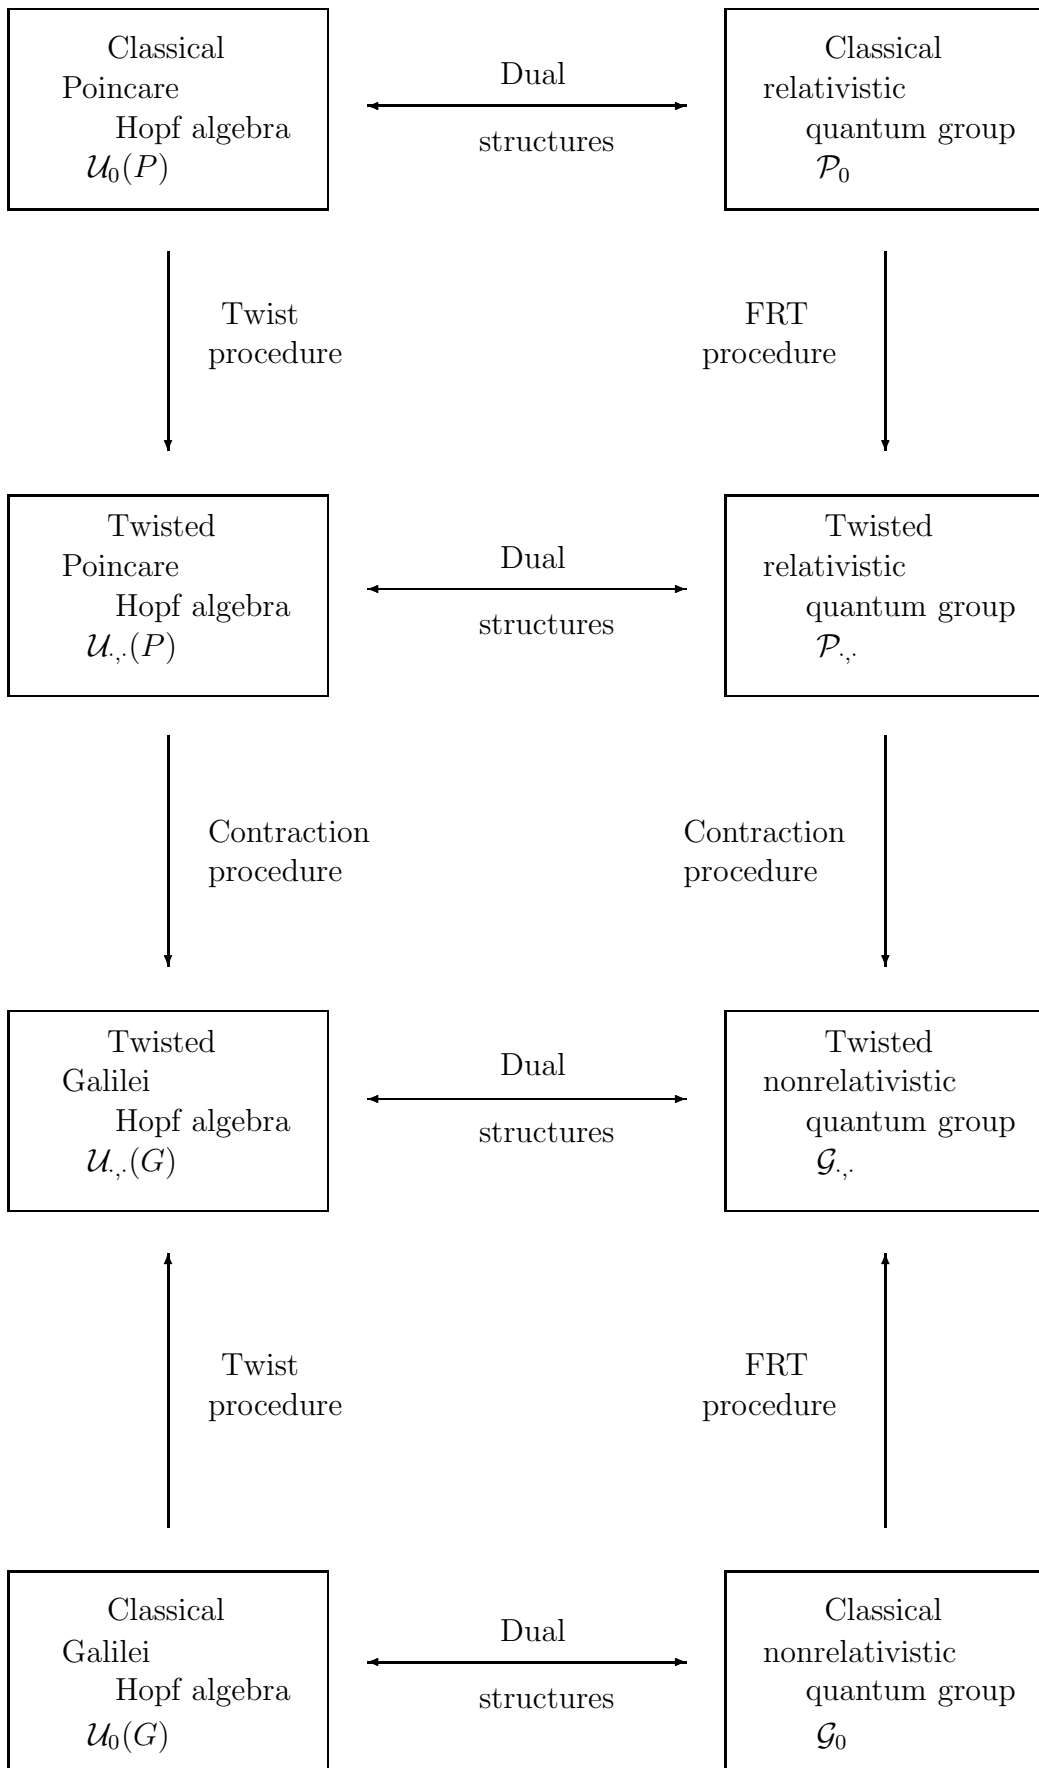 Classical
Poincare
Hopf algebra
𝒰₀(P)
Dual
structures
Classical
relativistic
quantum group
𝒫₀
Twist
procedure
FRT
procedure
Twisted
Poincare
Hopf algebra
𝒰.,.(P)
Dual
structures
Twisted
relativistic
quantum group
𝒫.,.
Contraction
procedure
Contraction
procedure
Twisted
Galilei
Hopf algebra
𝒰.,.(G)
Dual
structures
Twisted
nonrelativistic
quantum group
𝒢.,.
Twist
procedure
FRT
procedure
Classical
Galilei
Hopf algebra
𝒰₀(G)
Dual
structures
Classical
nonrelativistic
quantum group
𝒢₀